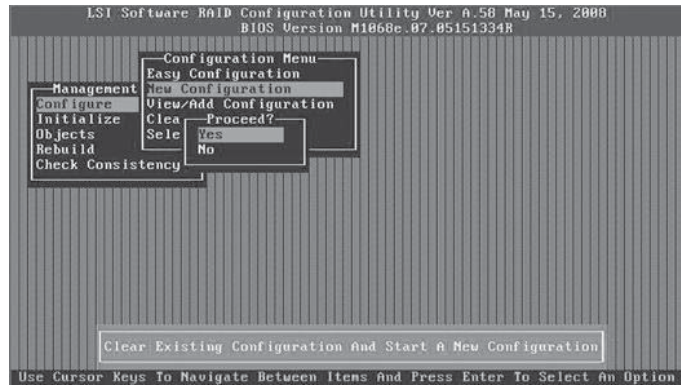 LSI Software RAID Configuration Utility Ver A.58 May 15, 2008
BIOS Version M1068e.07.05151334R
Configuration Menu
Easy Configuration
New Configuration
View/Add Configuration
Clea
Sele
Management
Configure
Initialize
Objects
Rebuild
Check Consistency
Proceed?
Yes
No
Clear Existing Configuration And Start A New Configuration
Use Cursor Keys To Navigate Between Items And Press Enter To Select An Option